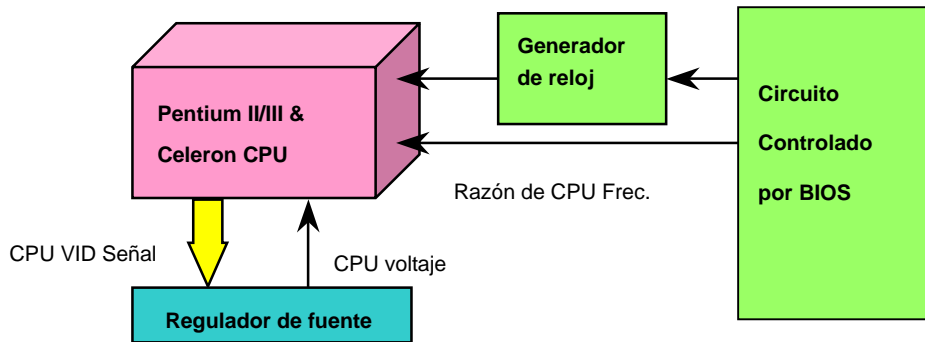 Generador
de reloj
Pentium II/III &
Celeron CPU
Circuito
Controlado
por BIOS
Razón de CPU Frec.
CPU VID Señal
CPU voltaje
Regulador de fuente